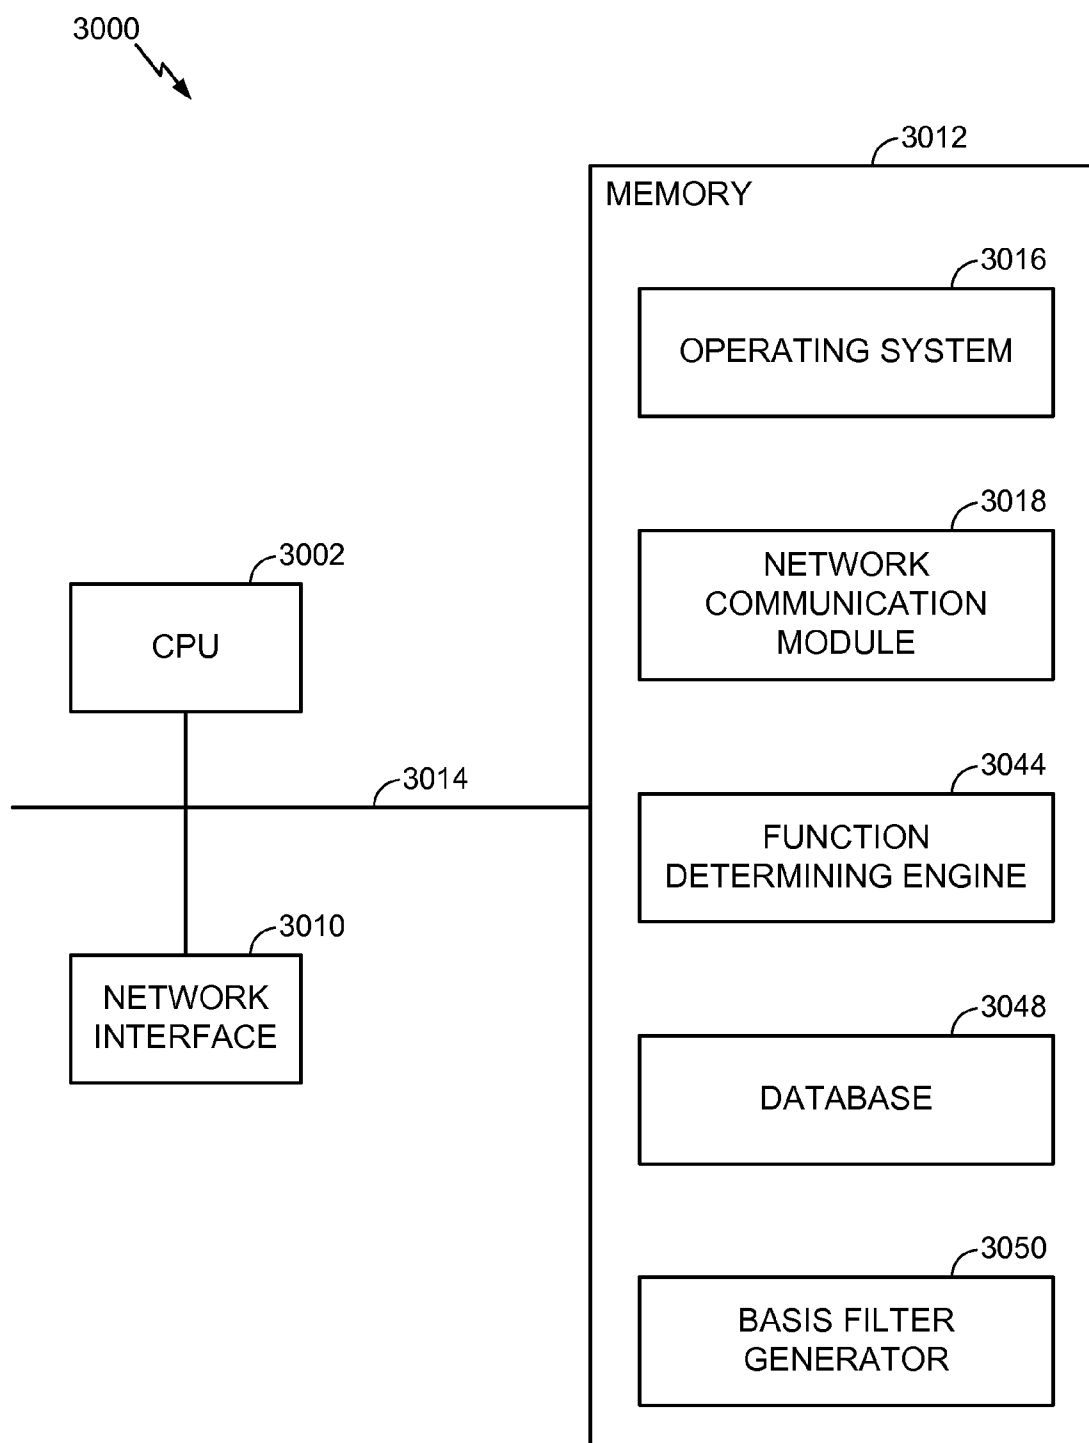 3000
3012
MEMORY
3016
OPERATING SYSTEM
3018
NETWORK
COMMUNICATION
MODULE
3002
CPU
3014
3044
FUNCTION
DETERMINING ENGINE
3010
NETWORK
INTERFACE
3048
DATABASE
3050
BASIS FILTER
GENERATOR